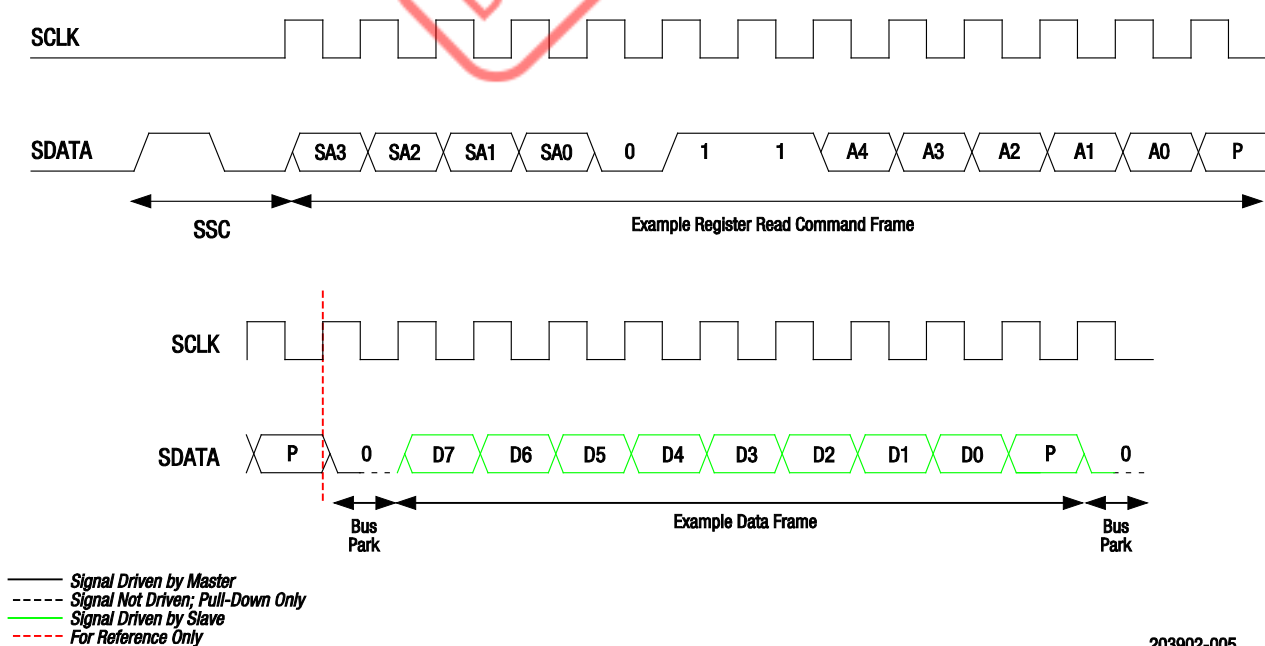 SCLK
SDATA SA3 SA2 SA1 SA0 0 1 1 A4 A3 A2 A1 A0 P
SSC
Example Register Read Command Frame
SCLK
SDATA P 0 D7 D6 D5 D4 D3 D2 D1 D0 P 0
Bus
Park
Example Data Frame
Bus
Park
Signal Driven by Master
Signal Not Driven; Pull-Down Only
Signal Driven by Slave
For Reference Only
203902-005